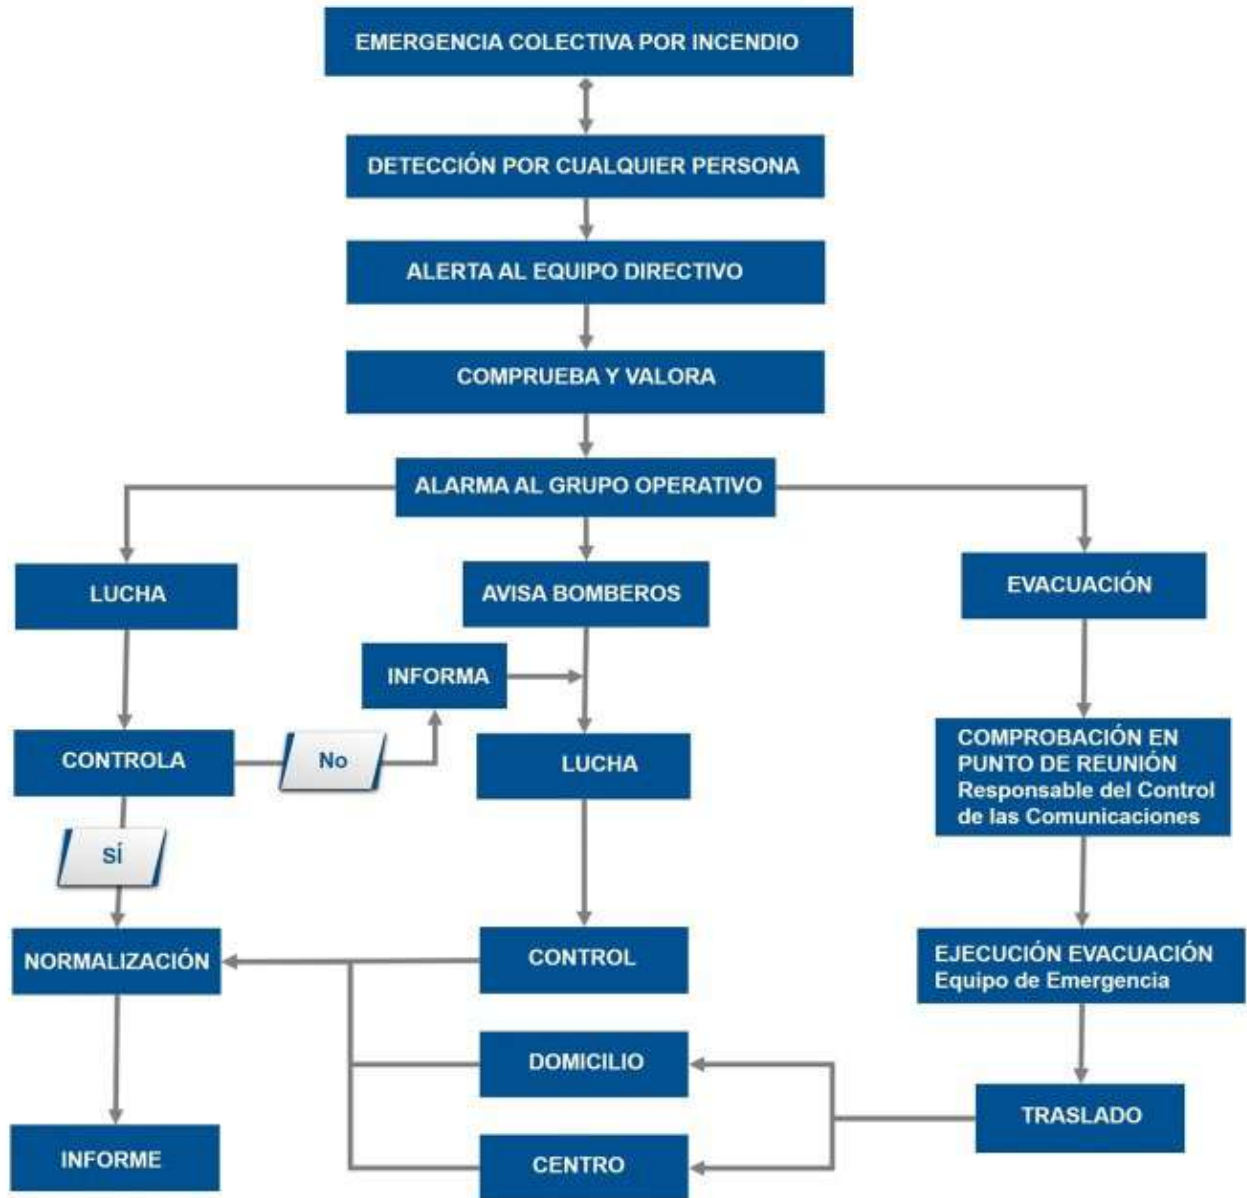 EMERGENCIA COLECTIVA POR INCENDIO
DETECCIÓN POR CUALQUIER PERSONA
ALERTA AL EQUIPO DIRECTIVO
COMPRUEBA Y VALORA
ALARMA AL GRUPO OPERATIVO
LUCHA
AVISA BOMBEROS
EVACUACIÓN
INFORMA
CONTROLA
No
LUCHA
COMPROBACIÓN EN
PUNTO DE REUNIÓN
Responsable del Control
de las Comunicaciones
SÍ
NORMALIZACIÓN
CONTROL
EJECUCIÓN EVACUACIÓN
Equipo de Emergencia
DOMICILIO
TRASLADO
INFORME
CENTRO